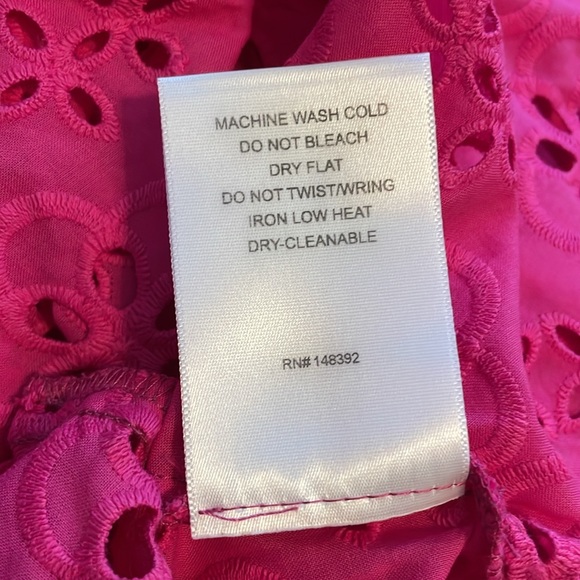 MACHINE WASH COLD
DO NOT BLEACH
DRY FLAT
DO NOT TWIST/WRING
IRON LOW HEAT
DRY-CLEANABLE
RN# 148392